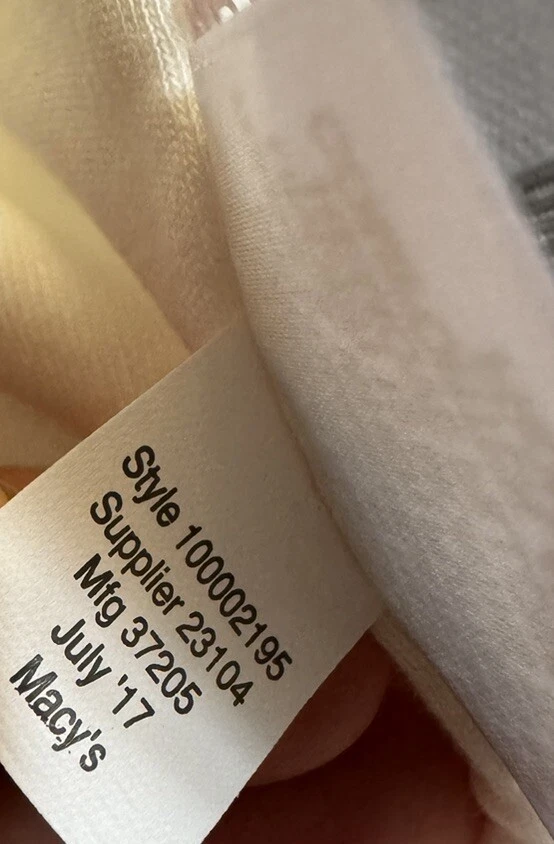 Style 100002195
Supplier 23104
Mfg 37205
July '17
Macy's